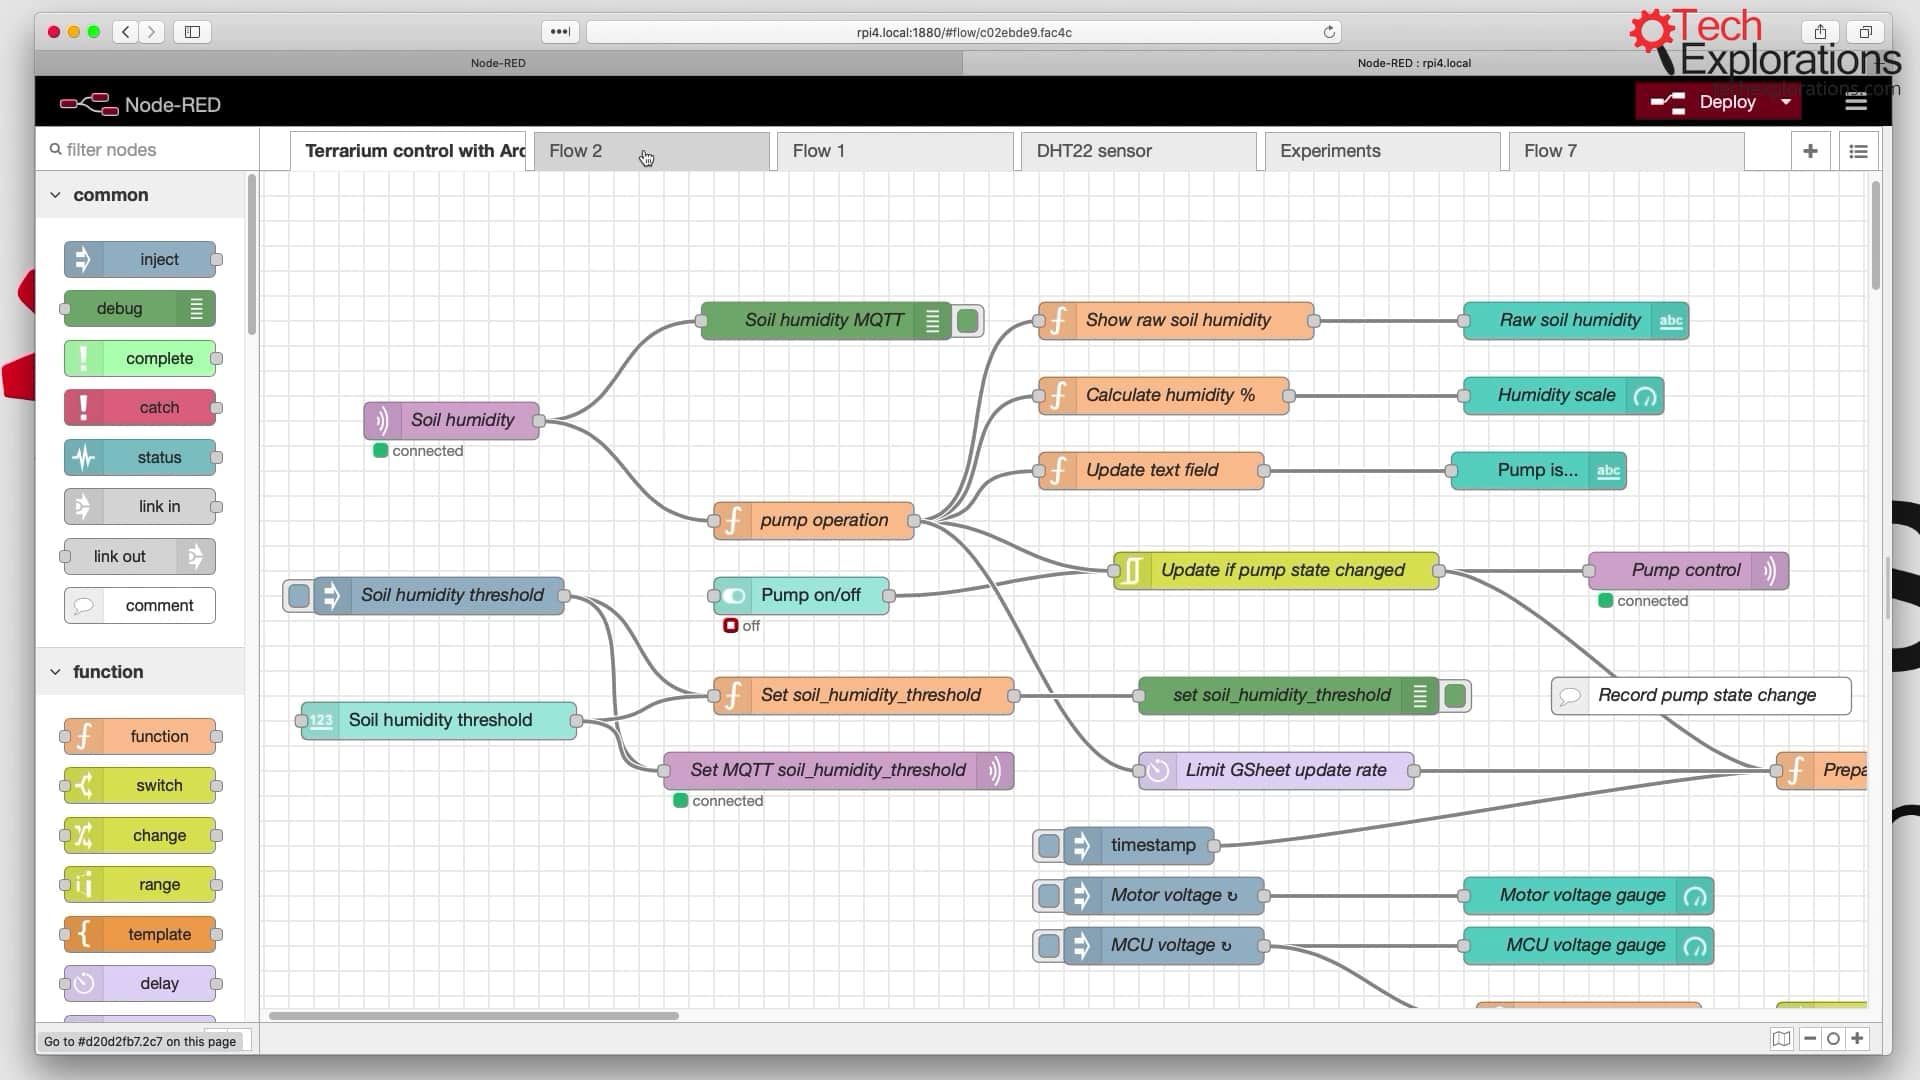 Tech
Explorations
rpi4.local:1880/#flow/c02ebde9.fac4c
Node-RED
Node-RED : rpi4.local
Node-RED
Deploy
filter nodes
Terrarium control with Ard
Flow 2
Flow 1
DHT22 sensor
Experiments
Flow 7
common
inject
debug
complete
catch
status
link in
link out
comment
function
function
switch
change
range
template
delay
Soil humidity MQTT
Show raw soil humidity
Raw soil humidity
abc
Calculate humidity %
Humidity scale
Soil humidity
connected
Update text field
Pump is...
abc
pump operation
Update if pump state changed
Pump control
connected
Soil humidity threshold
Pump on/off
off
Set soil_humidity_threshold
set soil_humidity_threshold
Record pump state change
123
Soil humidity threshold
Set MQTT soil_humidity_threshold
connected
Limit GSheet update rate
Prepa
timestamp
Motor voltage ↻
Motor voltage gauge
MCU voltage ↻
MCU voltage gauge
Go to #d20d2fb7.2c7 on this page